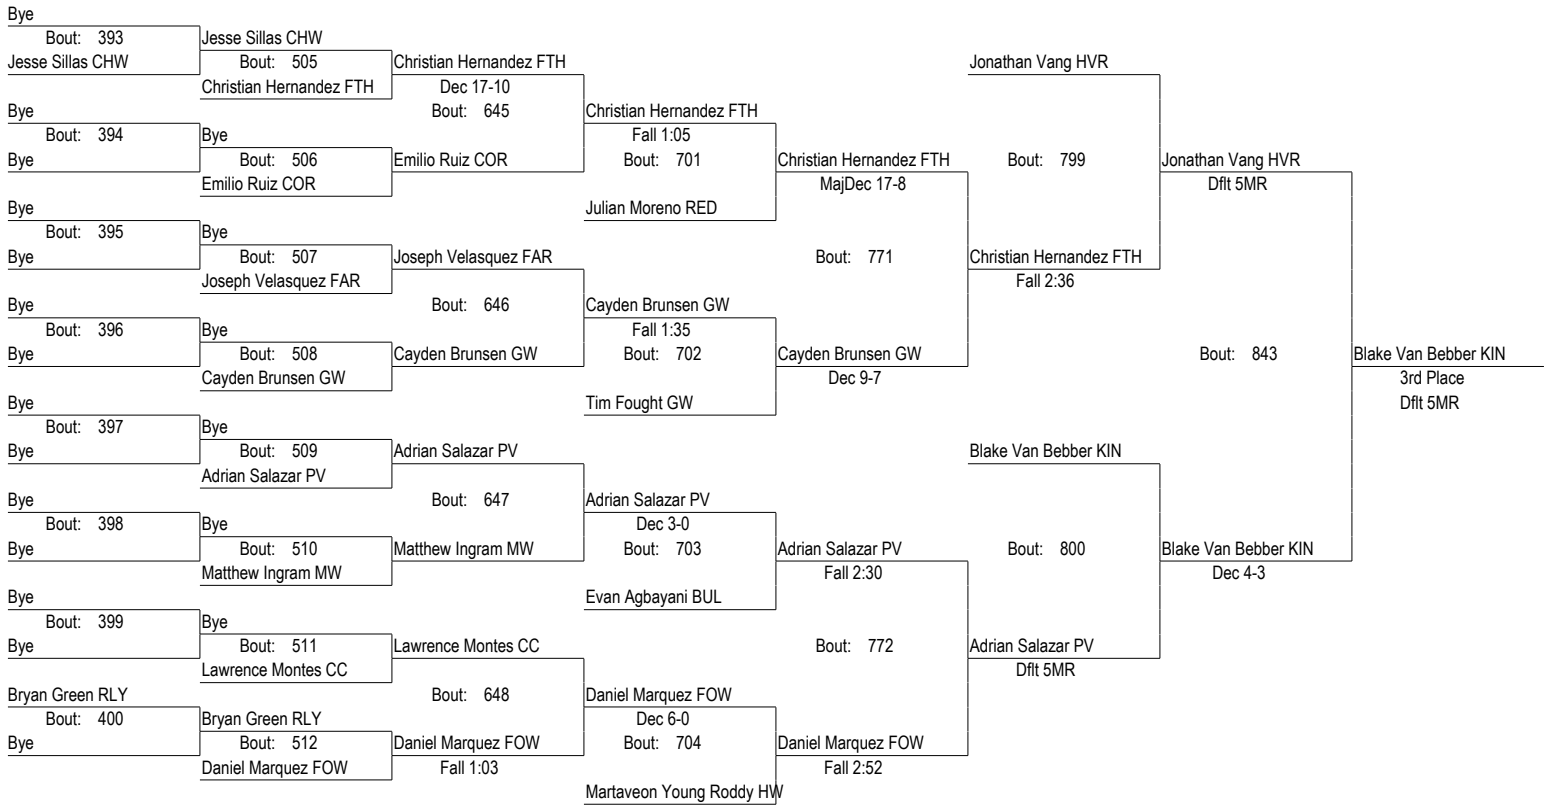 Bye
Bout: 393 Jesse Sillas CHW
Jesse Sillas CHW Bout: 505 Christian Hernandez FTH Jonathan Vang HVR
Christian Hernandez FTH Dec 17-10
Bye Bout: 645 Christian Hernandez FTH
Bout: 394 Bye Fall 1:05
Bye Bout: 506 Emilio Ruiz COR Bout: 701 Christian Hernandez FTH Bout: 799 Jonathan Vang HVR
Emilio Ruiz COR MajDec 17-8 Dflt 5MR
Bye Julian Moreno RED
Bout: 395 Bye
Bye Bout: 507 Joseph Velasquez FAR Bout: 771 Christian Hernandez FTH
Joseph Velasquez FAR Fall 2:36
Bye Bout: 646 Cayden Brunsen GW
Bout: 396 Bye Fall 1:35
Bye Bout: 508 Cayden Brunsen GW Bout: 702 Cayden Brunsen GW Bout: 843 Blake Van Bebber KIN
Cayden Brunsen GW Dec 9-7 3rd Place
Bye Tim Fought GW Dflt 5MR
Bout: 397 Bye
Bye Bout: 509 Adrian Salazar PV Blake Van Bebber KIN
Adrian Salazar PV
Bye Bout: 647 Adrian Salazar PV
Bout: 398 Bye Dec 3-0
Bye Bout: 510 Matthew Ingram MW Bout: 703 Adrian Salazar PV Bout: 800 Blake Van Bebber KIN
Matthew Ingram MW Fall 2:30 Dec 4-3
Bye Evan Agbayani BUL
Bout: 399 Bye
Bye Bout: 511 Lawrence Montes CC Bout: 772 Adrian Salazar PV
Lawrence Montes CC Dflt 5MR
Bryan Green RLY Bout: 648 Daniel Marquez FOW
Bout: 400 Bryan Green RLY Dec 6-0
Bye Bout: 512 Daniel Marquez FOW Bout: 704 Daniel Marquez FOW
Daniel Marquez FOW Fall 1:03 Fall 2:52
Martaveon Young Roddy HW